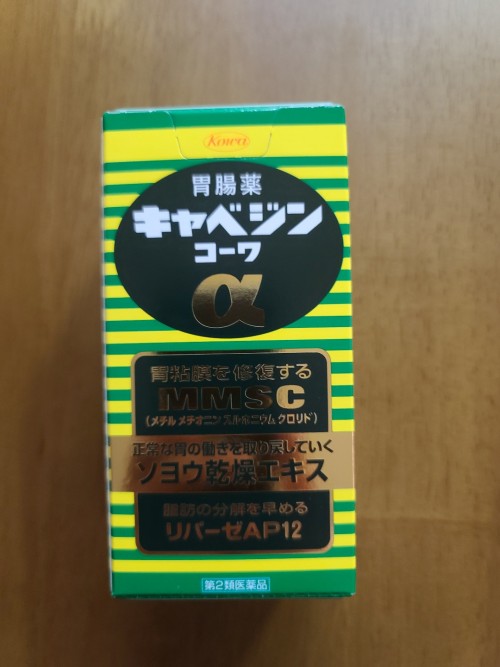 Kowa
胃腸薬
キャベジン
コーワ
α
胃粘膜を修復する
MMSC
(メチルメチオニンスルホニウムクロリド)
正常な胃の働きを取り戻していく
ソヨウ乾燥エキス
脂肪の分解を早める
リパーゼAP12
第2類医薬品